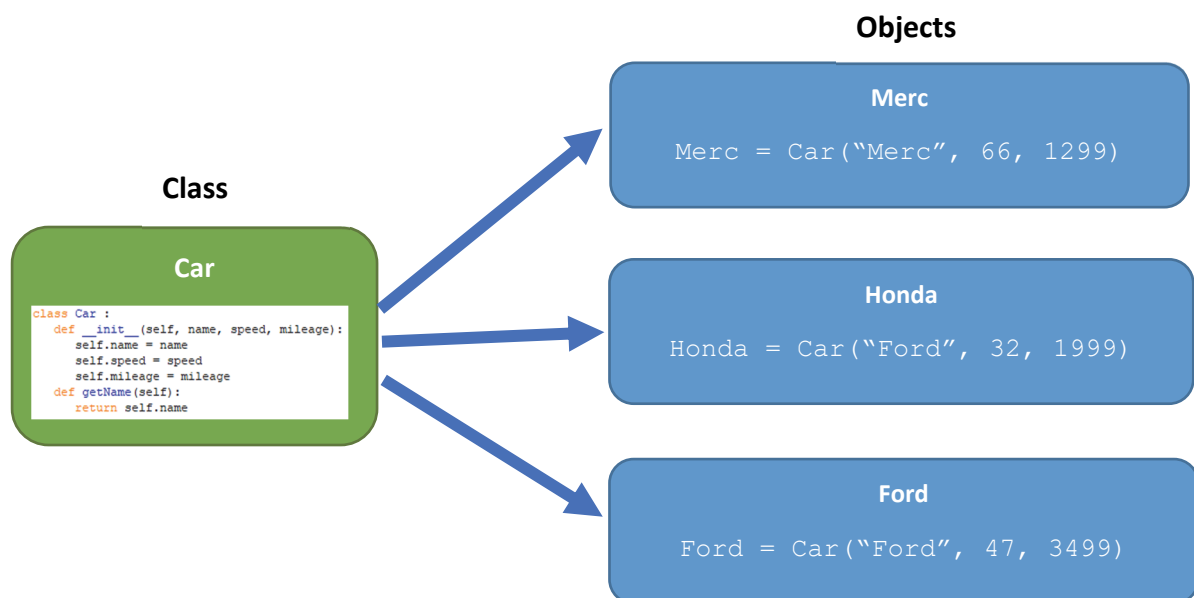 Class
Car
class Car :
def __init__(self, name, speed, mileage):
self.name = name
self.speed = speed
self.mileage = mileage
def getName(self):
return self.name
Objects
Merc
Merc = Car(“Merc”, 66, 1299)
Honda
Honda = Car(“Ford”, 32, 1999)
Ford
Ford = Car(“Ford”, 47, 3499)